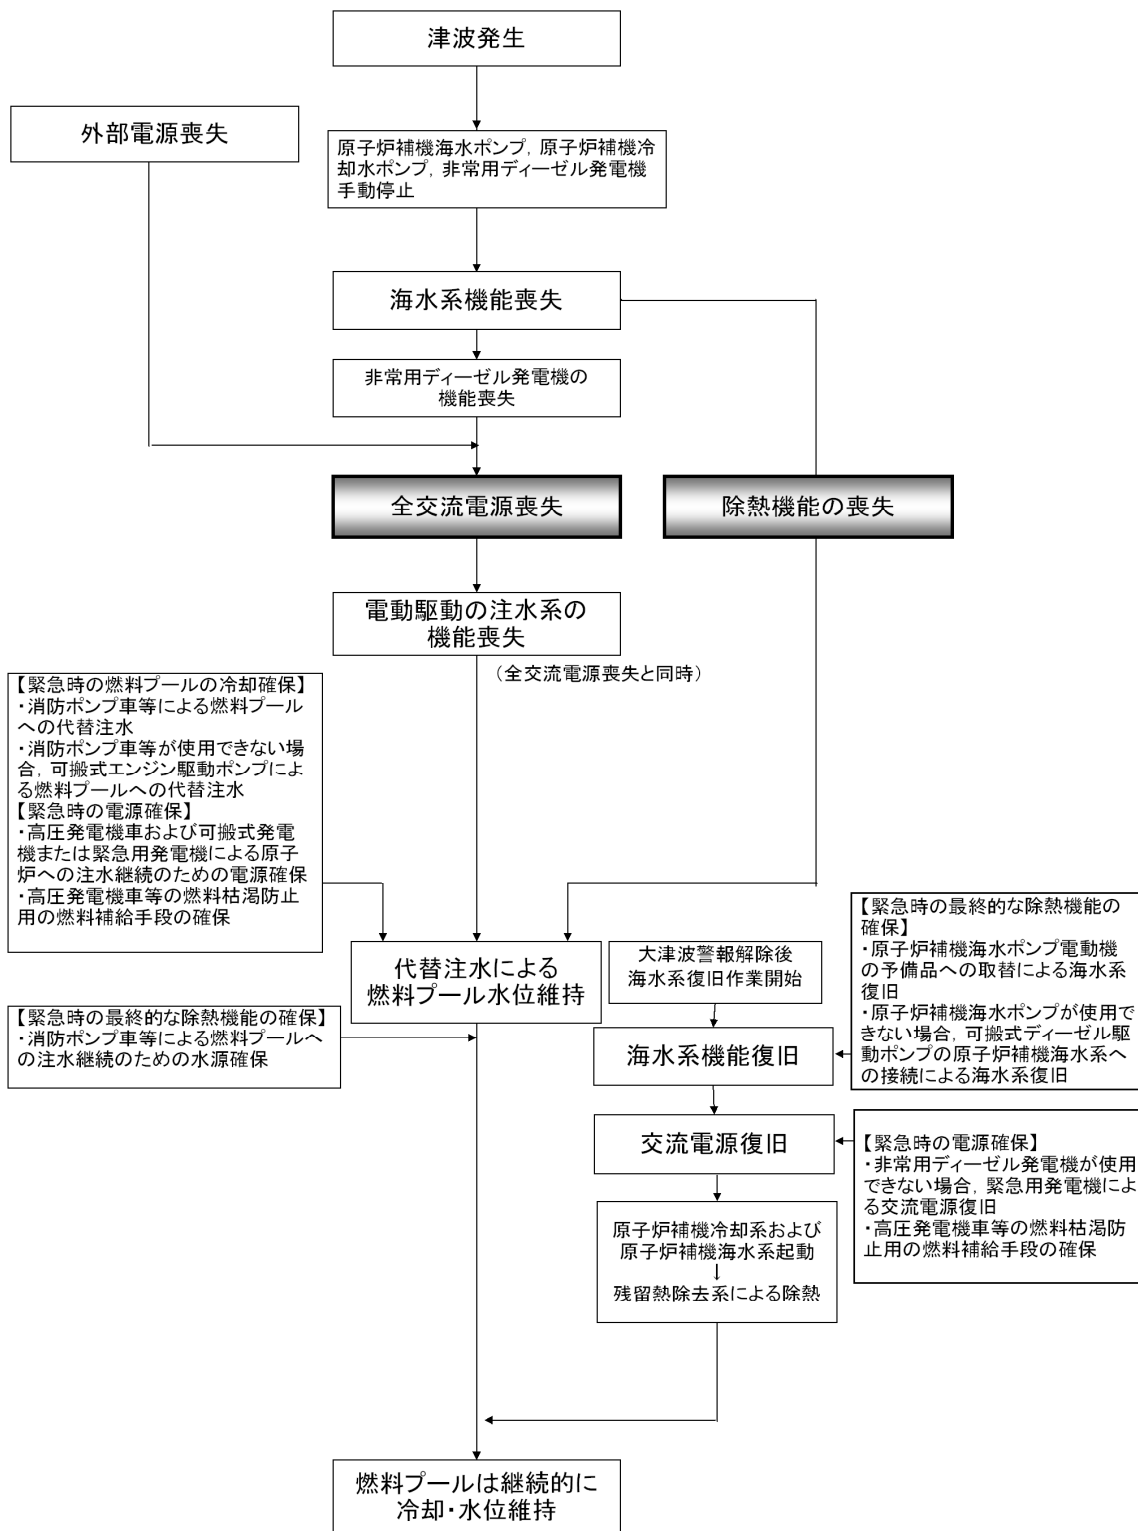 津波発生
外部電源喪失
原子炉補機海水ポンプ，原子炉補機冷
却水ポンプ，非常用ディーゼル発電機
手動停止
海水系機能喪失
非常用ディーゼル発電機の
機能喪失
全交流電源喪失
除熱機能の喪失
電動駆動の注水系の
機能喪失
（全交流電源喪失と同時）
【緊急時の燃料プールの冷却確保】
・消防ポンプ車等による燃料プール
への代替注水
・消防ポンプ車等が使用できない場
合，可搬式エンジン駆動ポンプによ
る燃料プールへの代替注水
【緊急時の電源確保】
・高圧発電機車および可搬式発電
機または緊急用発電機による原子
炉への注水継続のための電源確保
・高圧発電機車等の燃料枯渇防止
用の燃料補給手段の確保
代替注水による
燃料プール水位維持
大津波警報解除後
海水系復旧作業開始
【緊急時の最終的な除熱機能の
確保】
・原子炉補機海水ポンプ電動機
の予備品への取替による海水系
復旧
・原子炉補機海水ポンプが使用で
きない場合，可搬式ディーゼル駆
動ポンプの原子炉補機海水系へ
の接続による海水系復旧
【緊急時の最終的な除熱機能の確保】
・消防ポンプ車等による燃料プールへ
の注水継続のための水源確保
海水系機能復旧
交流電源復旧
【緊急時の電源確保】
・非常用ディーゼル発電機が使用
できない場合，緊急用発電機によ
る交流電源復旧
・高圧発電機車等の燃料枯渇防
止用の燃料補給手段の確保
原子炉補機冷却系および
原子炉補機海水系起動
↓
残留熱除去系による除熱
燃料プールは継続的に
冷却・水位維持